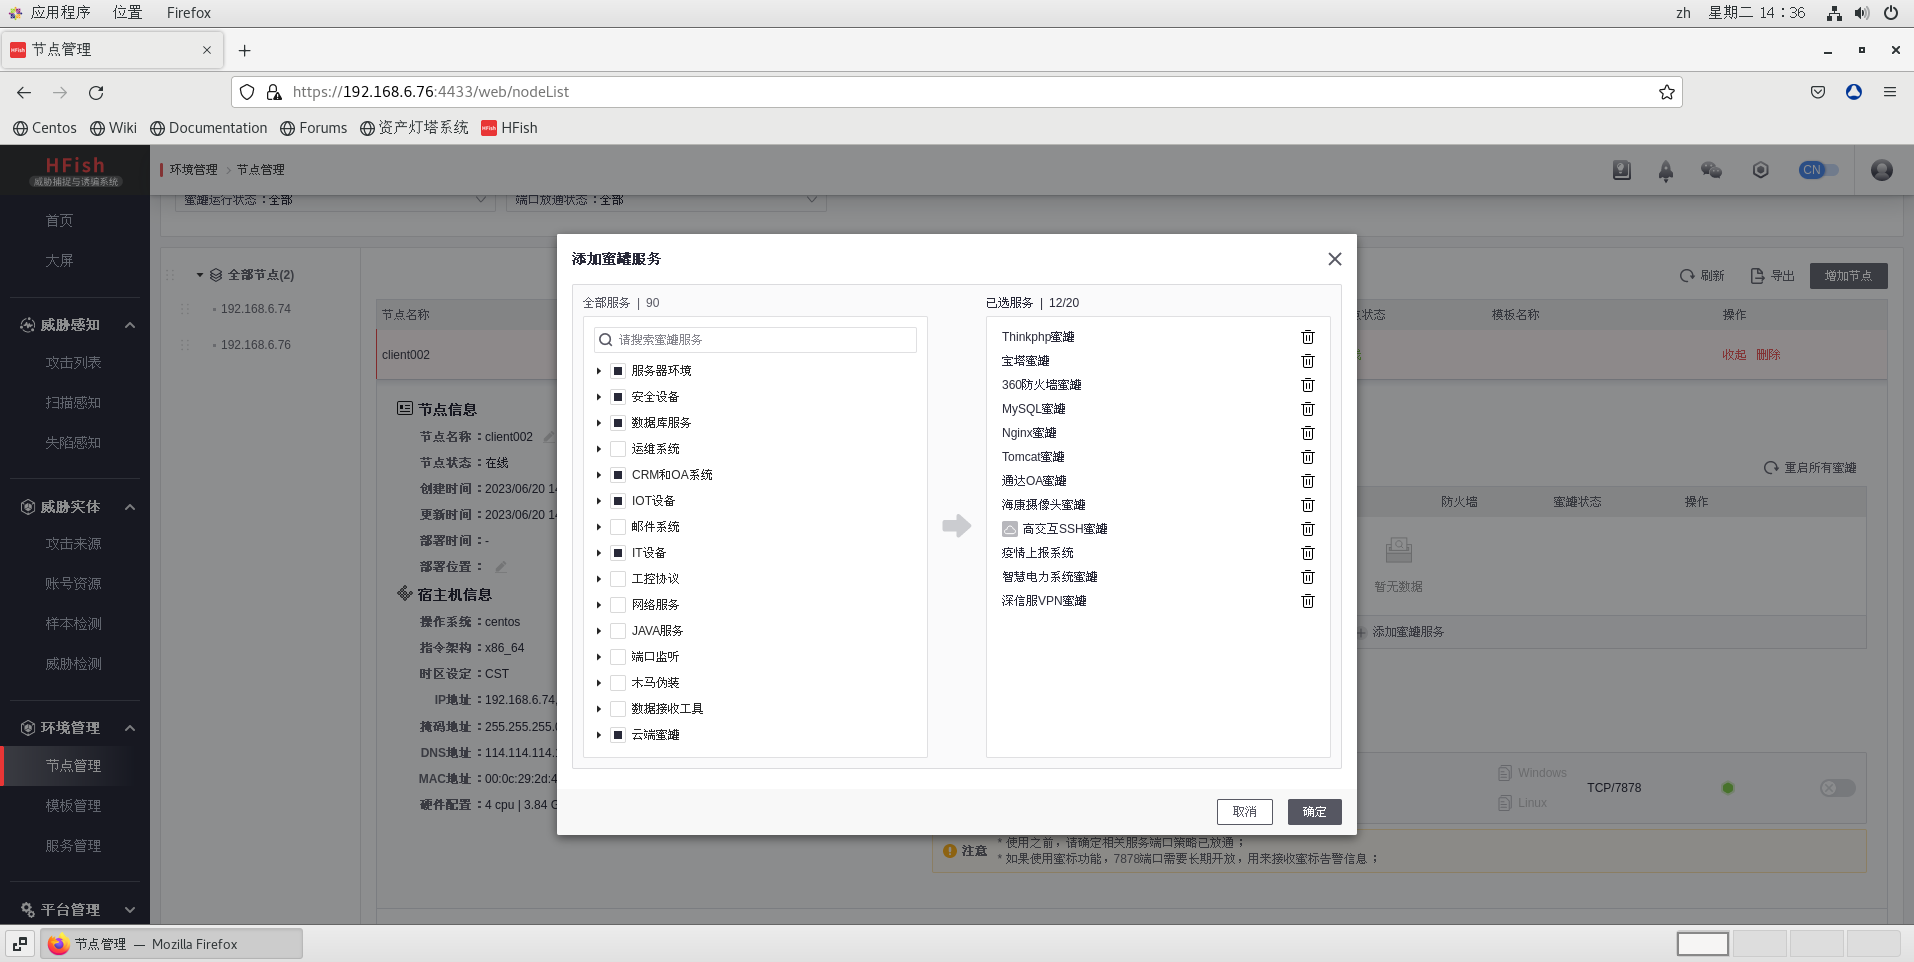 应用程序 位置 Firefox zh 星期二 14：36
节点管理
https://192.168.6.76:4433/web/nodeList
Centos Wiki Documentation Forums 资产灯塔系统 HFish
HFish
威胁捕捉与诱骗系统
环境管理 节点管理 CN
首页
大屏
威胁感知
攻击列表
扫描感知
失陷感知
威胁实体
攻击来源
账号资源
样本检测
威胁检测
环境管理
节点管理
模板管理
服务管理
平台管理
蜜罐运行状态：全部 端口放通状态：全部
全部节点(2)
192.168.6.74
192.168.6.76
刷新 导出 增加节点
节点名称 状态 模板名称 操作
client002 收起 删除
节点信息
节点名称：client002
节点状态：在线
创建时间：2023/06/20 1
更新时间：2023/06/20 1
部署时间：-
部署位置：
宿主机信息
操作系统：centos
指令架构：x86_64
时区设定：CST
IP地址：192.168.6.74
掩码地址：255.255.255.
DNS地址：114.114.114.
MAC地址：00:0c:29:2d:4
硬件配置：4 cpu | 3.84 G
添加蜜罐服务
全部服务 | 90
请搜索蜜罐服务
服务器环境
安全设备
数据库服务
运维系统
CRM和OA系统
IOT设备
邮件系统
IT设备
工控协议
网络服务
JAVA服务
端口监听
木马伪装
数据接收工具
云端蜜罐
已选服务 | 12/20
Thinkphp蜜罐
宝塔蜜罐
360防火墙蜜罐
MySQL蜜罐
Nginx蜜罐
Tomcat蜜罐
通达OA蜜罐
海康摄像头蜜罐
高交互SSH蜜罐
疫情上报系统
智慧电力系统蜜罐
深信服VPN蜜罐
取消 确定
重启所有蜜罐
防火墙 蜜罐状态 操作
暂无数据
添加蜜罐服务
Windows
Linux
TCP/7878
注意
* 使用之前，请确定相关服务端口策略已放通；
* 如果使用蜜标功能，7878端口需要长期开放，用来接收蜜标告警信息；
节点管理 — Mozilla Firefox